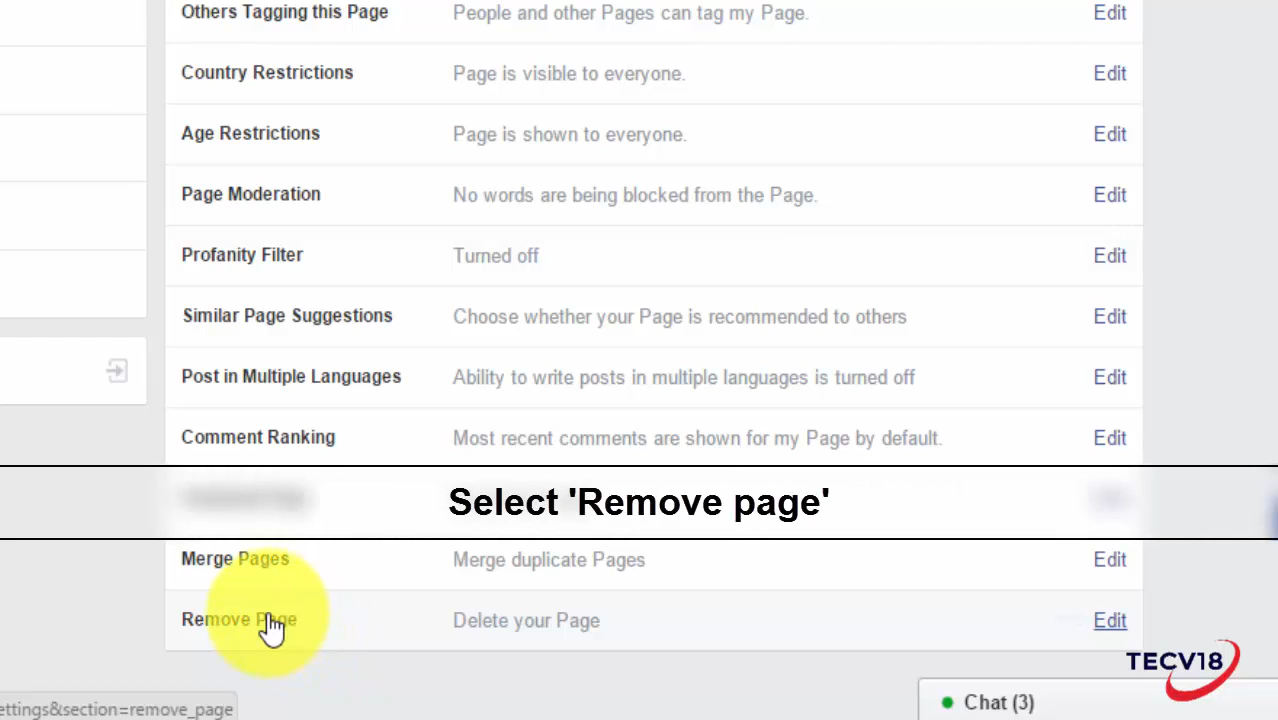 Others Tagging this Page People and other Pages can tag my Page. Edit
Country Restrictions Page is visible to everyone. Edit
Age Restrictions Page is shown to everyone. Edit
Page Moderation No words are being blocked from the Page. Edit
Profanity Filter Turned off Edit
Similar Page Suggestions Choose whether your Page is recommended to others Edit
Post in Multiple Languages Ability to write posts in multiple languages is turned off Edit
Comment Ranking Most recent comments are shown for my Page by default. Edit
Select 'Remove page'
Merge Pages Merge duplicate Pages Edit
Remove Page Delete your Page Edit
TECV18
ettings&section=remove_page
Chat (3)